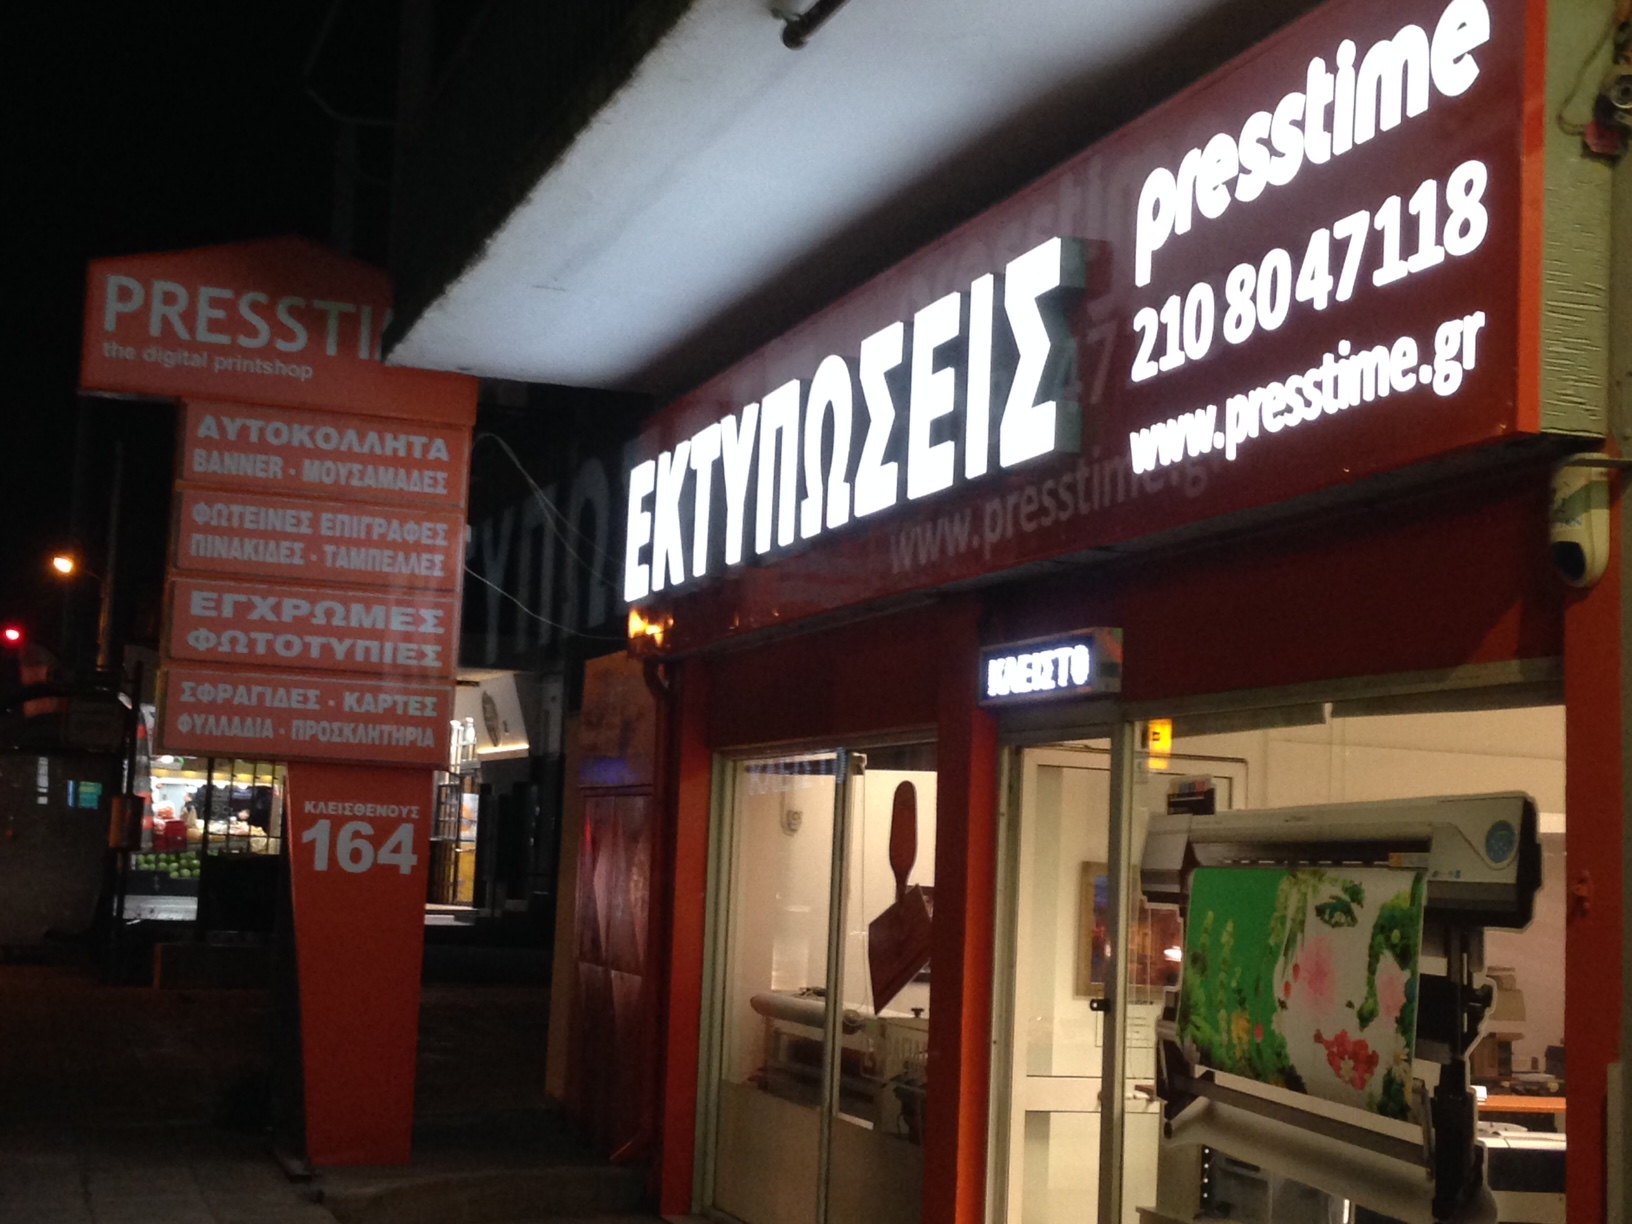 PRESSTI
the digital printshop
ΑΥΤΟΚΟΛΛΗΤΑ
BANNER - ΜΟΥΣΑΜΑΔΕΣ
ΦΩΤΕΙΝΕΣ ΕΠΙΓΡΑΦΕΣ
ΠΙΝΑΚΙΔΕΣ - ΤΑΜΠΕΛΛΕΣ
ΕΓΧΡΩΜΕΣ
ΦΩΤΟΤΥΠΙΕΣ
ΣΦΡΑΓΙΔΕΣ - ΚΑΡΤΕΣ
ΦΥΛΛΑΔΙΑ - ΠΡΟΣΚΛΗΤΗΡΙΑ
ΚΛΕΙΣΘΕΝΟΥΣ
164
ΕΚΤΥΠΩΣΕΙΣ
presstime
210 8047118
www.presstime.gr
ΚΛΕΙΣΤΟ